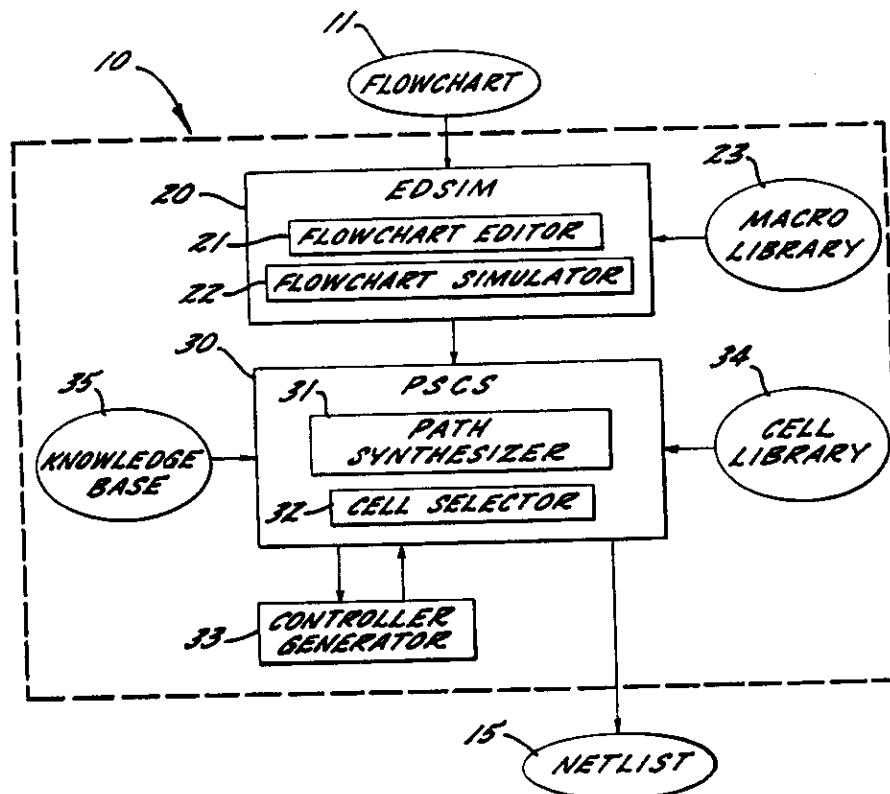 11
10
FLOWCHART
20
EDSIM
23
21
FLOWCHART EDITOR
MACRO
LIBRARY
22
FLOWCHART SIMULATOR
30
PSCS
34
35
31
PATH
SYNTHESIZER
CELL
LIBRARY
KNOWLEDGE
BASE
32
CELL SELECTOR
33
CONTROLLER
GENERATOR
15
NETLIST